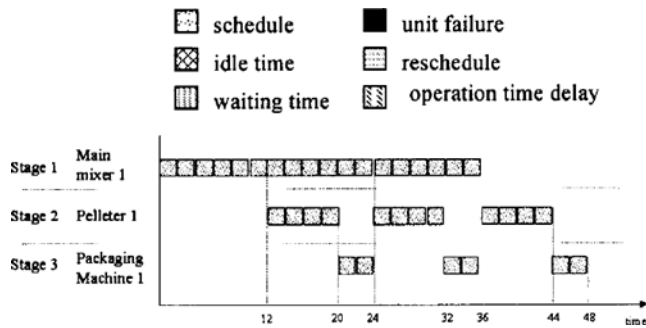 schedule unit failure
idle time reschedule
waiting time operation time delay
Stage 1 Main mixer 1
Stage 2 Pelleter 1
Stage 3 Packaging Machine 1
12 20 24 32 36 44 48 time